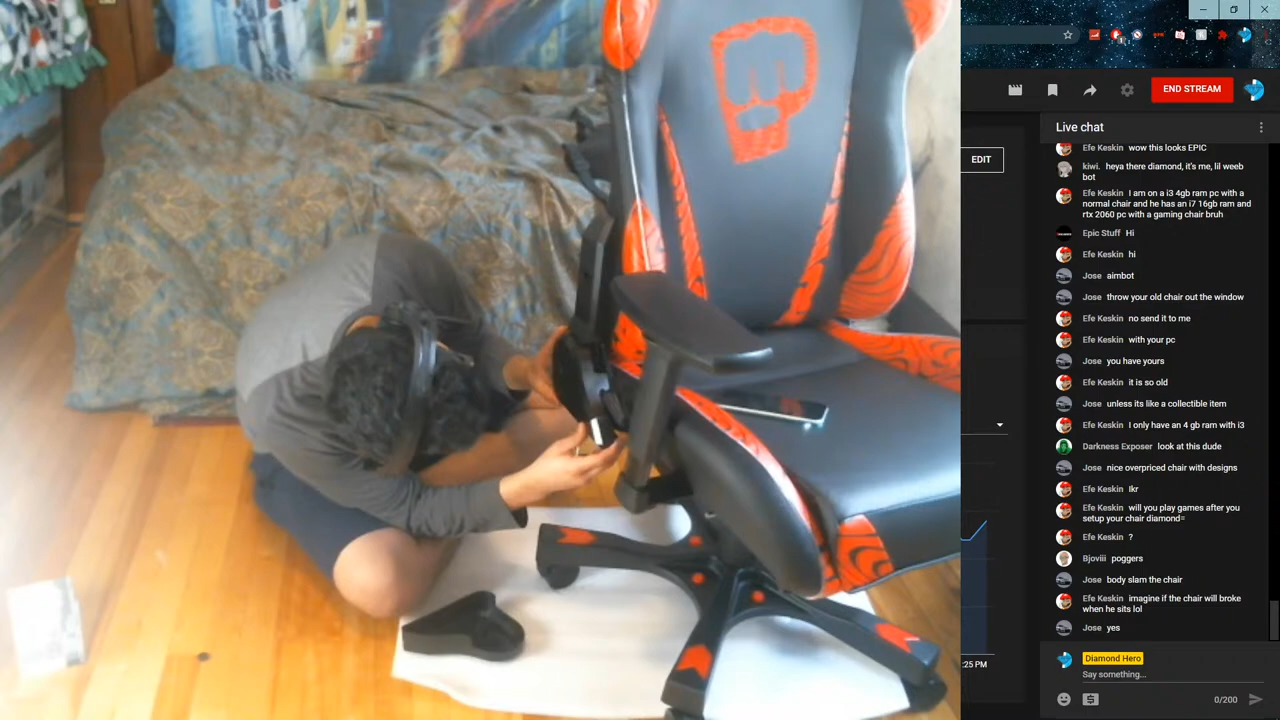 END STREAM
Live chat
EDIT
Efe Keskin wow this looks EPIC
kiwi. heya there diamond, it's me, lil weeb
bot
Efe Keskin I am on a i3 4gb ram pc with a
normal chair and he has an i7 16gb ram and
rtx 2060 pc with a gaming chair bruh
Epic Stuff Hi
Efe Keskin hi
Jose aimbot
Jose throw your old chair out the window
Efe Keskin no send it to me
Efe Keskin with your pc
Jose you have yours
Efe Keskin it is so old
Jose unless its like a collectible item
Efe Keskin I only have an 4 gb ram with i3
Darkness Exposer look at this dude
Jose nice overpriced chair with designs
Efe Keskin Ikr
Efe Keskin will you play games after you
setup your chair diamond=
Efe Keskin ?
Bjoviii poggers
Jose body slam the chair
Efe Keskin imagine if the chair will broke
when he sits lol
Jose yes
:25 PM
Diamond Hero
Say something...
0/200